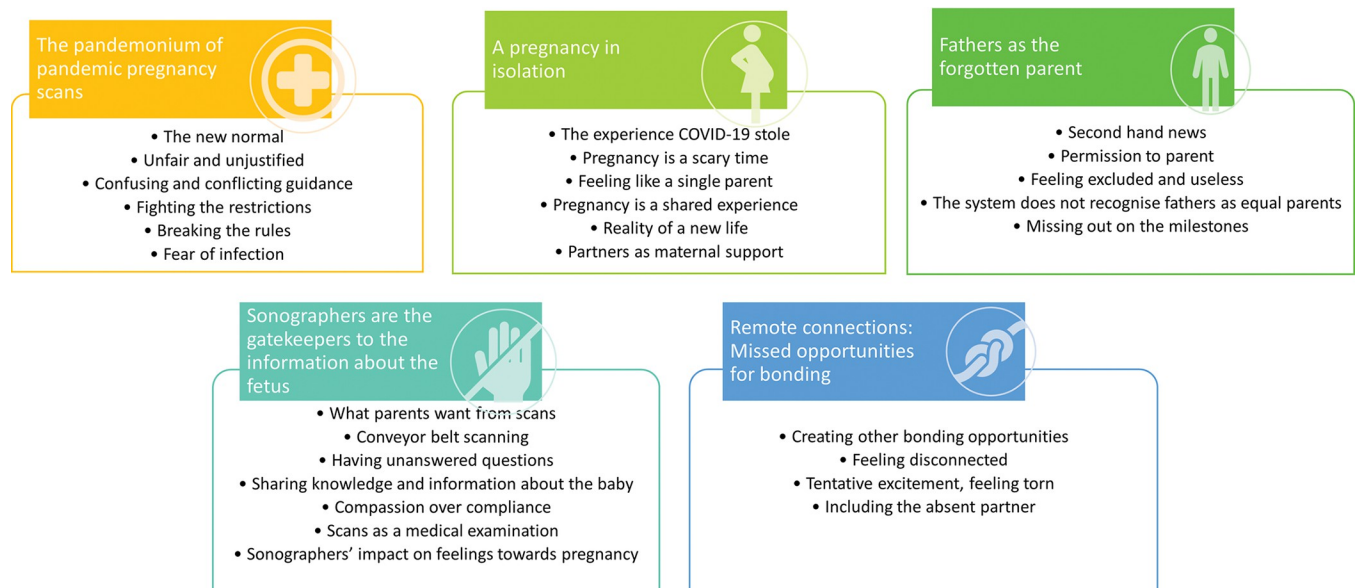 The pandemonium of
pandemic pregnancy
scans
• The new normal
• Unfair and unjustified
• Confusing and conflicting guidance
• Fighting the restrictions
• Breaking the rules
• Fear of infection
A pregnancy in
isolation
• The experience COVID-19 stole
• Pregnancy is a scary time
• Feeling like a single parent
• Pregnancy is a shared experience
• Reality of a new life
• Partners as maternal support
Fathers as the
forgotten parent
• Second hand news
• Permission to parent
• Feeling excluded and useless
• The system does not recognise fathers as equal parents
• Missing out on the milestones
Sonographers are the
gatekeepers to the
information about the
fetus
• What parents want from scans
• Conveyor belt scanning
• Having unanswered questions
• Sharing knowledge and information about the baby
• Compassion over compliance
• Scans as a medical examination
• Sonographers’ impact on feelings towards pregnancy
Remote connections:
Missed opportunities
for bonding
• Creating other bonding opportunities
• Feeling disconnected
• Tentative excitement, feeling torn
• Including the absent partner